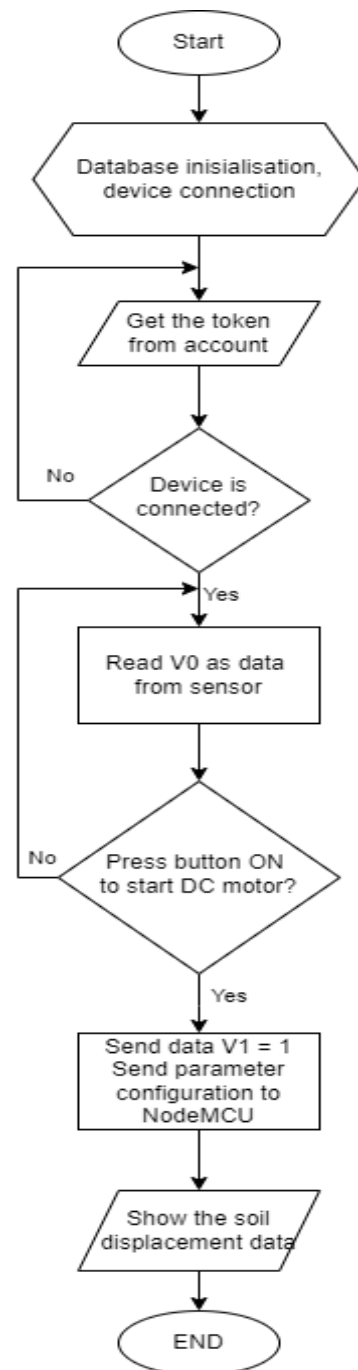 Start
Database inisialisation,
device connection
Get the token
from account
No
Device is
connected?
Yes
Read V0 as data
from sensor
No
Press button ON
to start DC motor?
Yes
Send data V1 = 1
Send parameter
configuration to
NodeMCU
Show the soil
displacement data
END